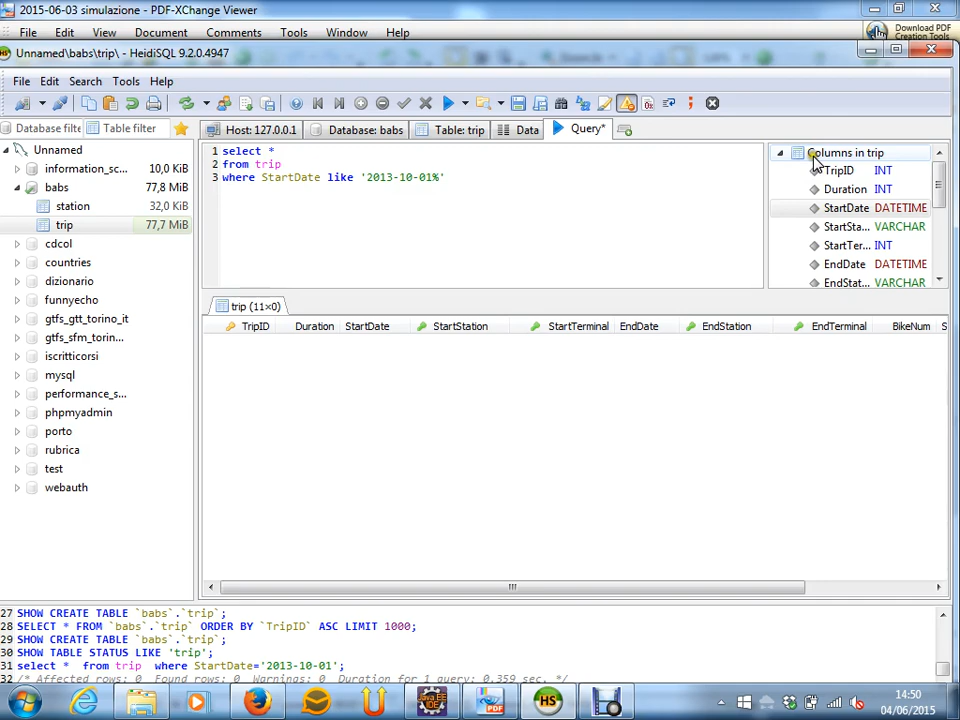 2015-06-03 simulazione - PDF-XChange Viewer
File Edit View Document Comments Tools Window Help
Download PDF
Creation Tools
Unnamed\babs\trip\ - HeidiSQL 9.2.0.4947
File Edit Search Tools Help
Database filte Table filter Host: 127.0.0.1 Database: babs Table: trip Data Query*
Unnamed
information_sc... 10,0 KiB
babs 77,8 MiB
station 32,0 KiB
trip 77,7 MiB
cdcol
countries
dizionario
funnyecho
gtfs_gtt_torino_it
gtfs_sfm_torin...
iscritticorsi
mysql
performance_s...
phpmyadmin
porto
rubrica
test
webauth
1 select *
2 from trip
3 where StartDate like '2013-10-01%'
Columns in trip
TripID INT
Duration INT
StartDate DATETIME
StartSta... VARCHAR
StartTer... INT
EndDate DATETIME
EndStat... VARCHAR
trip (11×0)
TripID Duration StartDate StartStation StartTerminal EndDate EndStation EndTerminal BikeNum S
27 SHOW CREATE TABLE `babs`.`trip`;
28 SELECT * FROM `babs`.`trip` ORDER BY `TripID` ASC LIMIT 1000;
29 SHOW CREATE TABLE `babs`.`trip`;
30 SHOW TABLE STATUS LIKE 'trip';
31 select * from trip where StartDate='2013-10-01';
32 /* Affected rows: 0 Found rows: 0 Warnings: 0 Duration for 1 query: 0,359 sec. */
14:50
04/06/2015